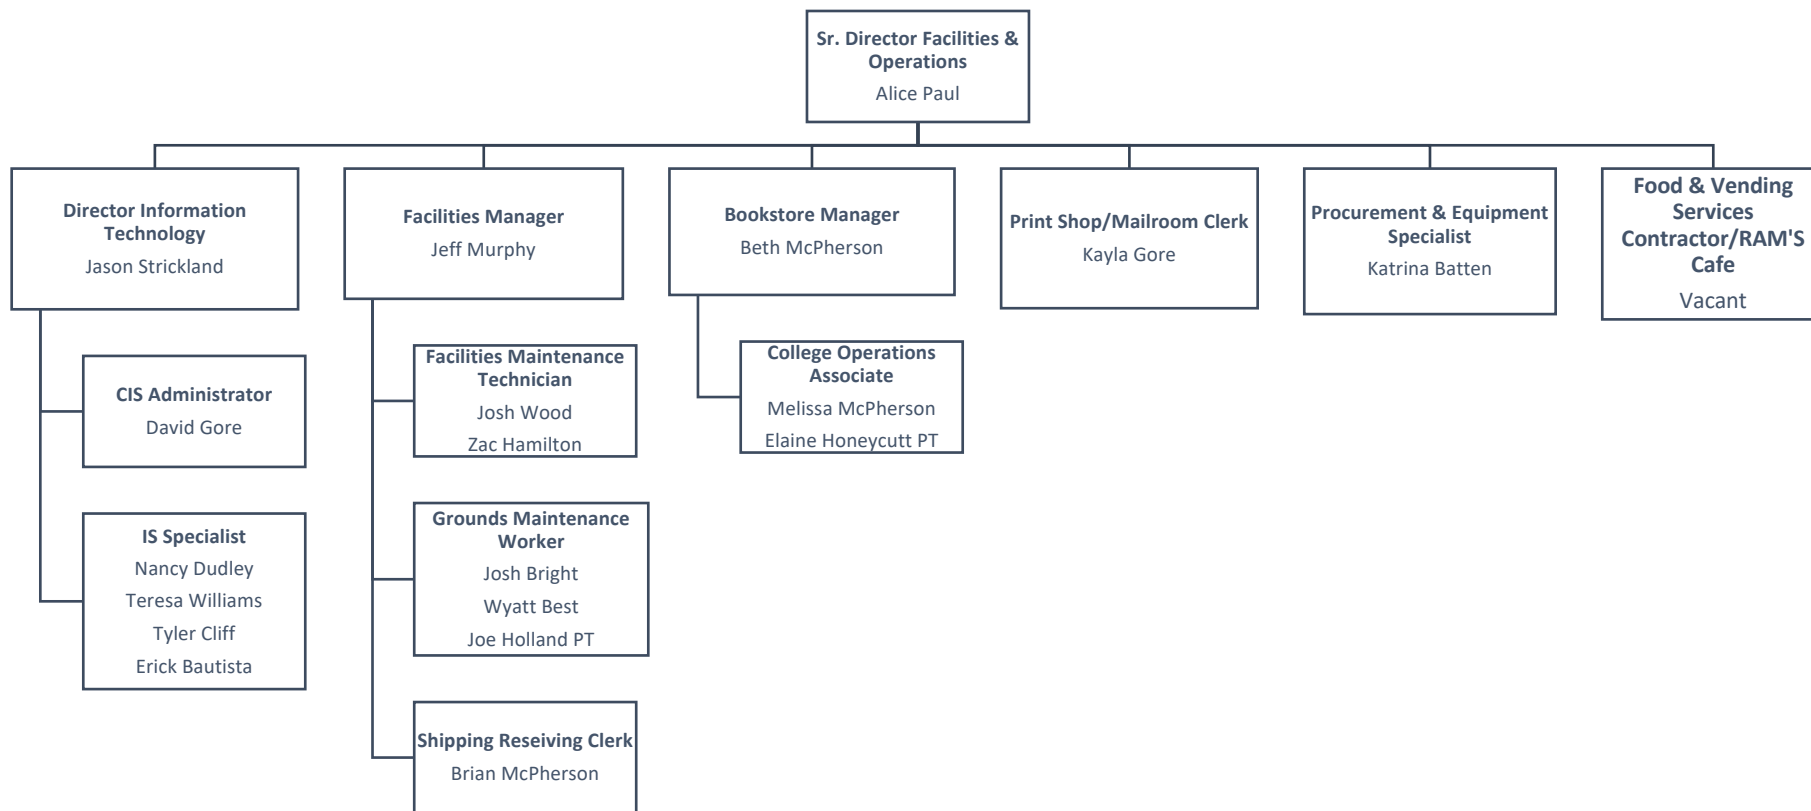 Sr. Director Facilities &
Operations
Alice Paul
Director Information
Technology
Jason Strickland
Facilities Manager
Jeff Murphy
Bookstore Manager
Beth McPherson
Print Shop/Mailroom Clerk
Kayla Gore
Procurement & Equipment
Specialist
Katrina Batten
Food & Vending
Services
Contractor/RAM'S
Cafe
Vacant
CIS Administrator
David Gore
IS Specialist
Nancy Dudley
Teresa Williams
Tyler Cliff
Erick Bautista
Facilities Maintenance
Technician
Josh Wood
Zac Hamilton
Grounds Maintenance
Worker
Josh Bright
Wyatt Best
Joe Holland PT
Shipping Reseiving Clerk
Brian McPherson
College Operations
Associate
Melissa McPherson
Elaine Honeycutt PT